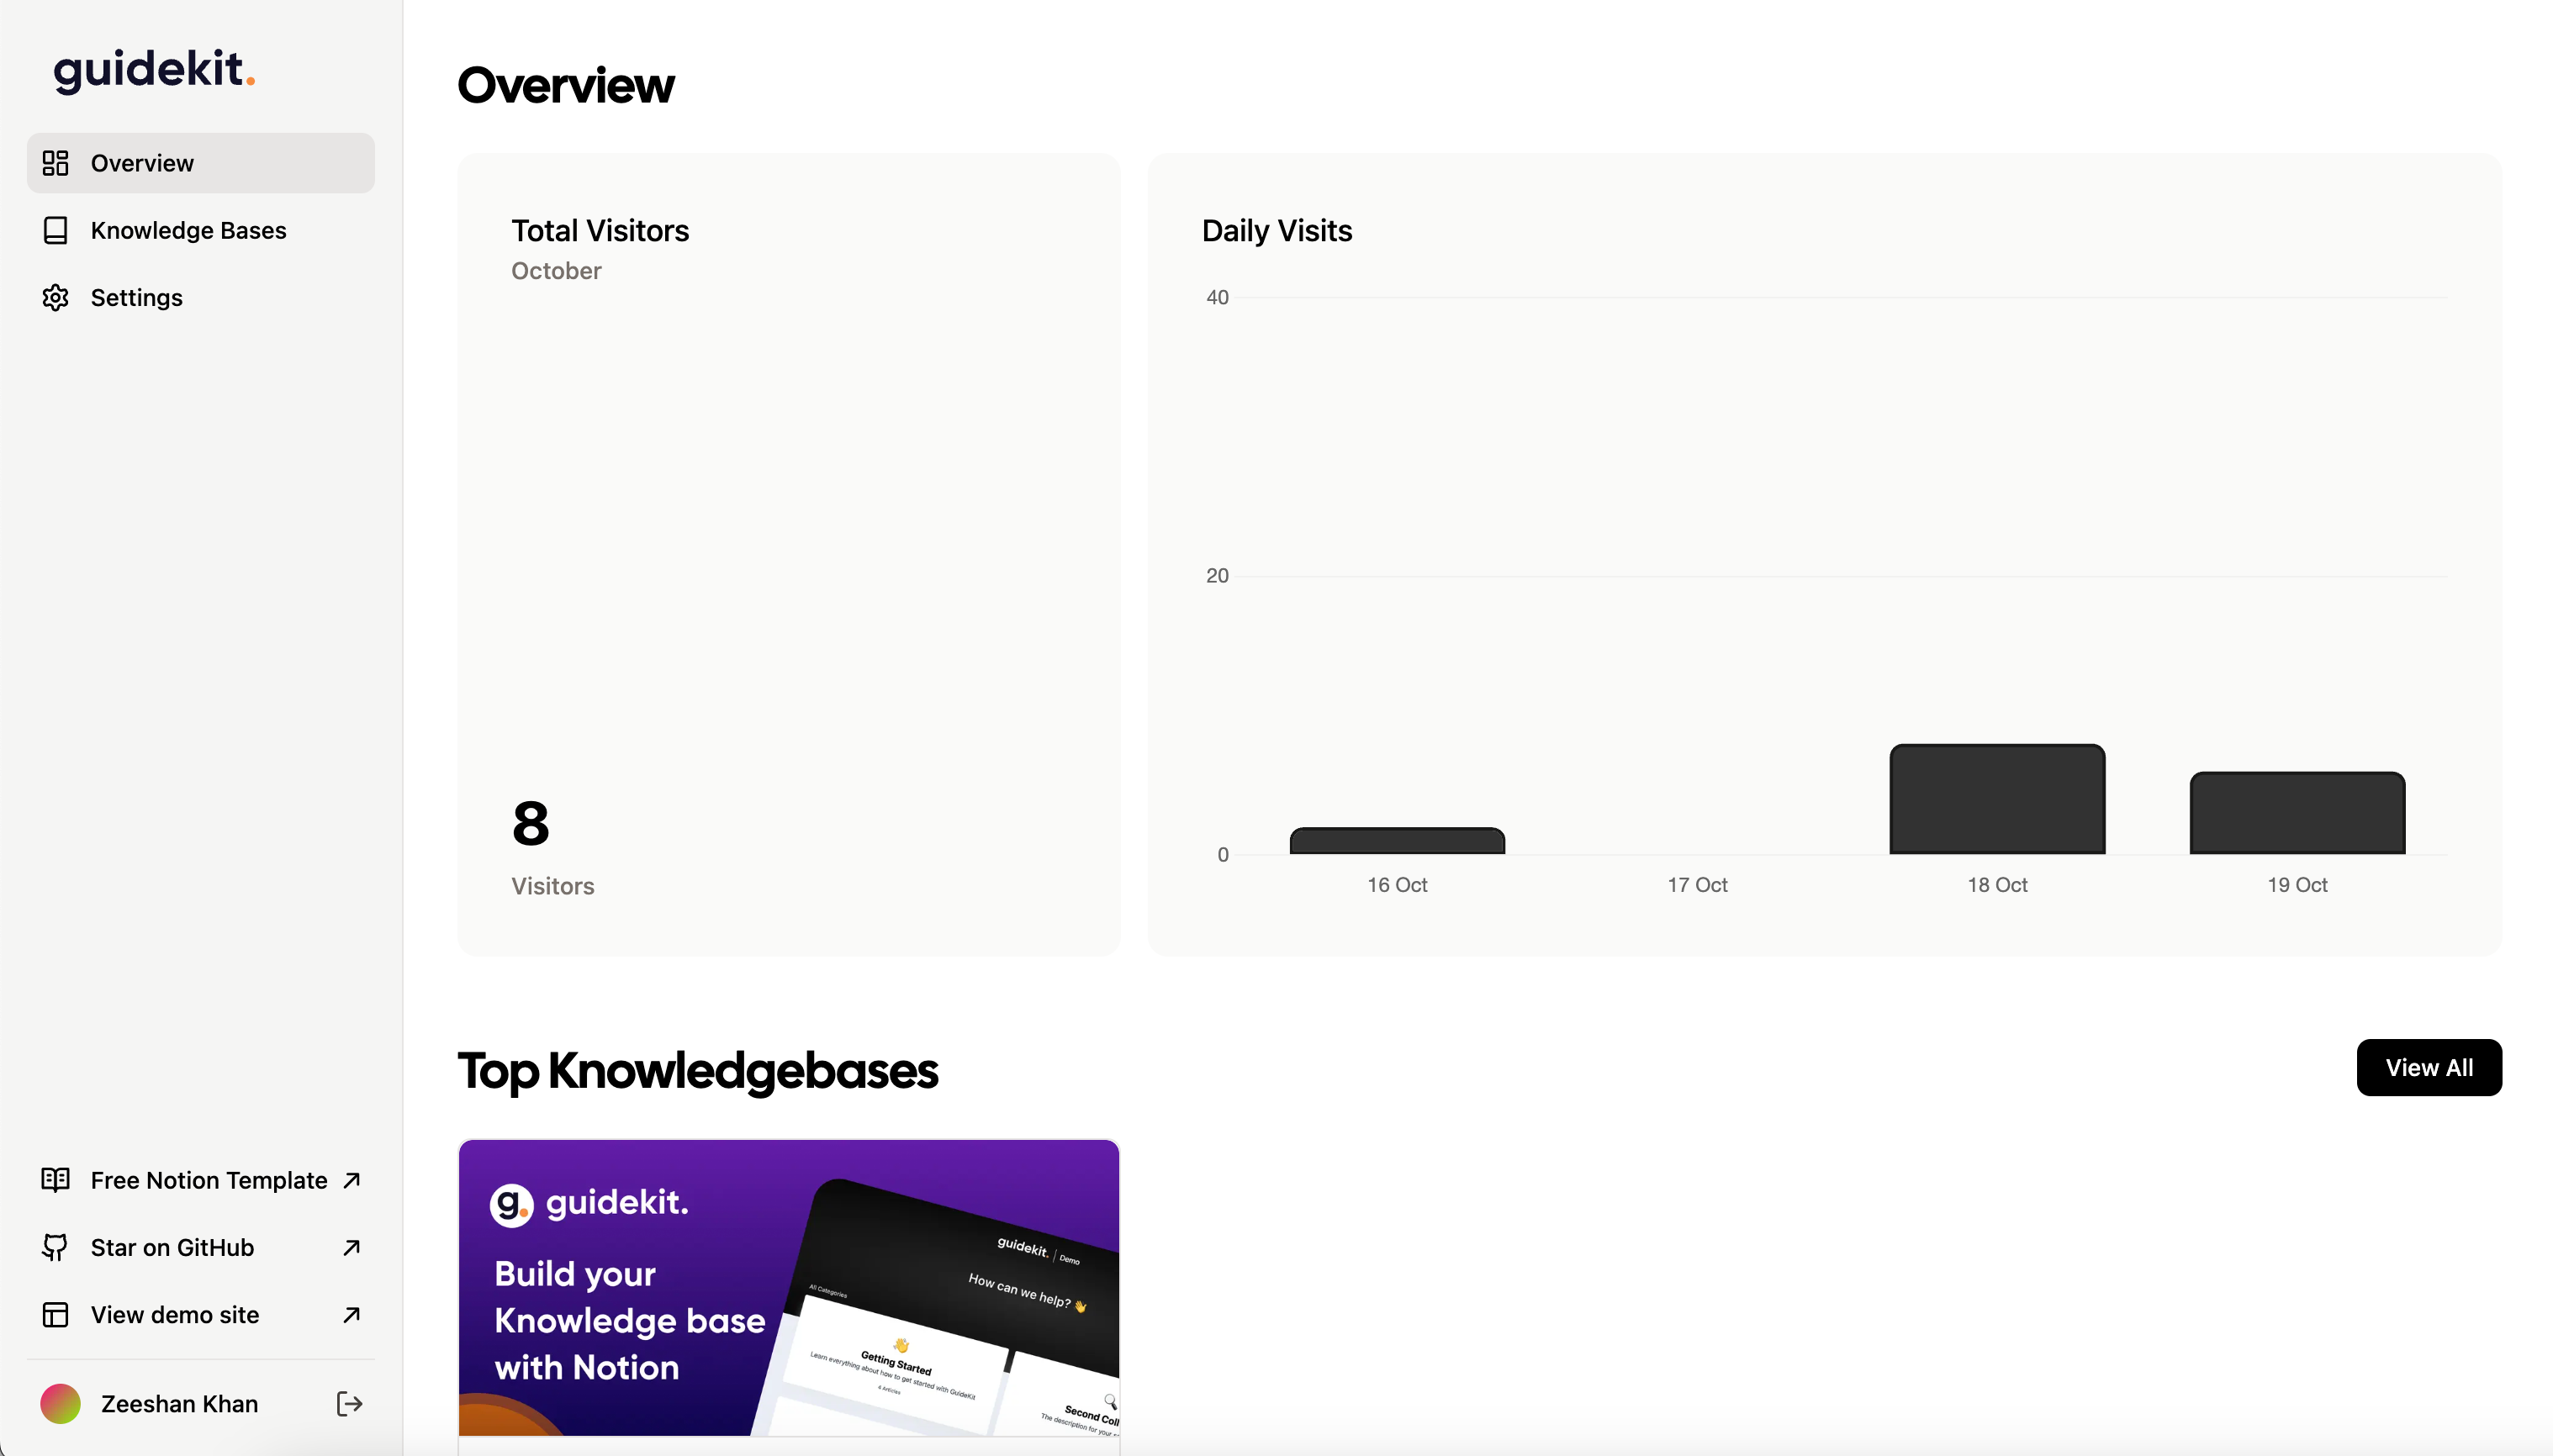 guidekit.
Overview
Knowledge Bases
Settings
Free Notion Template
Star on GitHub
View demo site
Zeeshan Khan
Overview
Total Visitors
October
8
Visitors
Daily Visits
40
20
0
16 Oct
17 Oct
18 Oct
19 Oct
Top Knowledgebases
View All
g. guidekit.
Build your
Knowledge base
with Notion
guidekit. | Demo
How can we help? 👋
All Categories
👋
Getting Started
Learn everything about how to get started with GuideKit
Second Coll
The description for your